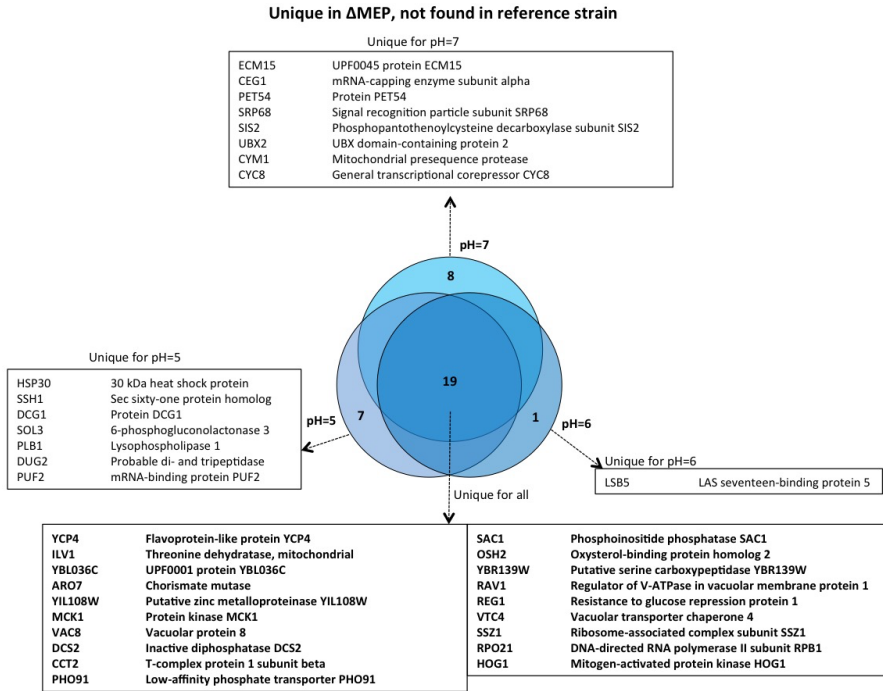 Unique in ΔMEP, not found in reference strain
Unique for pH=7
ECM15 UPF0045 protein ECM15
CEG1 mRNA-capping enzyme subunit alpha
PET54 Protein PET54
SRP68 Signal recognition particle subunit SRP68
SIS2 Phosphopantothenoylcysteine decarboxylase subunit SIS2
UBX2 UBX domain-containing protein 2
CYM1 Mitochondrial presequence protease
CYC8 General transcriptional corepressor CYC8
pH=7
8
Unique for pH=5
HSP30 30 kDa heat shock protein
SSH1 Sec sixty-one protein homolog
DCG1 Protein DCG1
SOL3 6-phosphogluconolactonase 3
PLB1 Lysophospholipase 1
DUG2 Probable di- and tripeptidase
PUF2 mRNA-binding protein PUF2
pH=5
7
19
1
pH=6
Unique for pH=6
LSB5 LAS seventeen-binding protein 5
Unique for all
YCP4 Flavoprotein-like protein YCP4
ILV1 Threonine dehydratase, mitochondrial
YBL036C UPF0001 protein YBL036C
ARO7 Chorismate mutase
YIL108W Putative zinc metalloproteinase YIL108W
MCK1 Protein kinase MCK1
VAC8 Vacuolar protein 8
DCS2 Inactive diphosphatase DCS2
CCT2 T-complex protein 1 subunit beta
PHO91 Low-affinity phosphate transporter PHO91
SAC1 Phosphoinositide phosphatase SAC1
OSH2 Oxysterol-binding protein homolog 2
YBR139W Putative serine carboxypeptidase YBR139W
RAV1 Regulator of V-ATPase in vacuolar membrane protein 1
REG1 Resistance to glucose repression protein 1
VTC4 Vacuolar transporter chaperone 4
SSZ1 Ribosome-associated complex subunit SSZ1
RPO21 DNA-directed RNA polymerase II subunit RPB1
HOG1 Mitogen-activated protein kinase HOG1